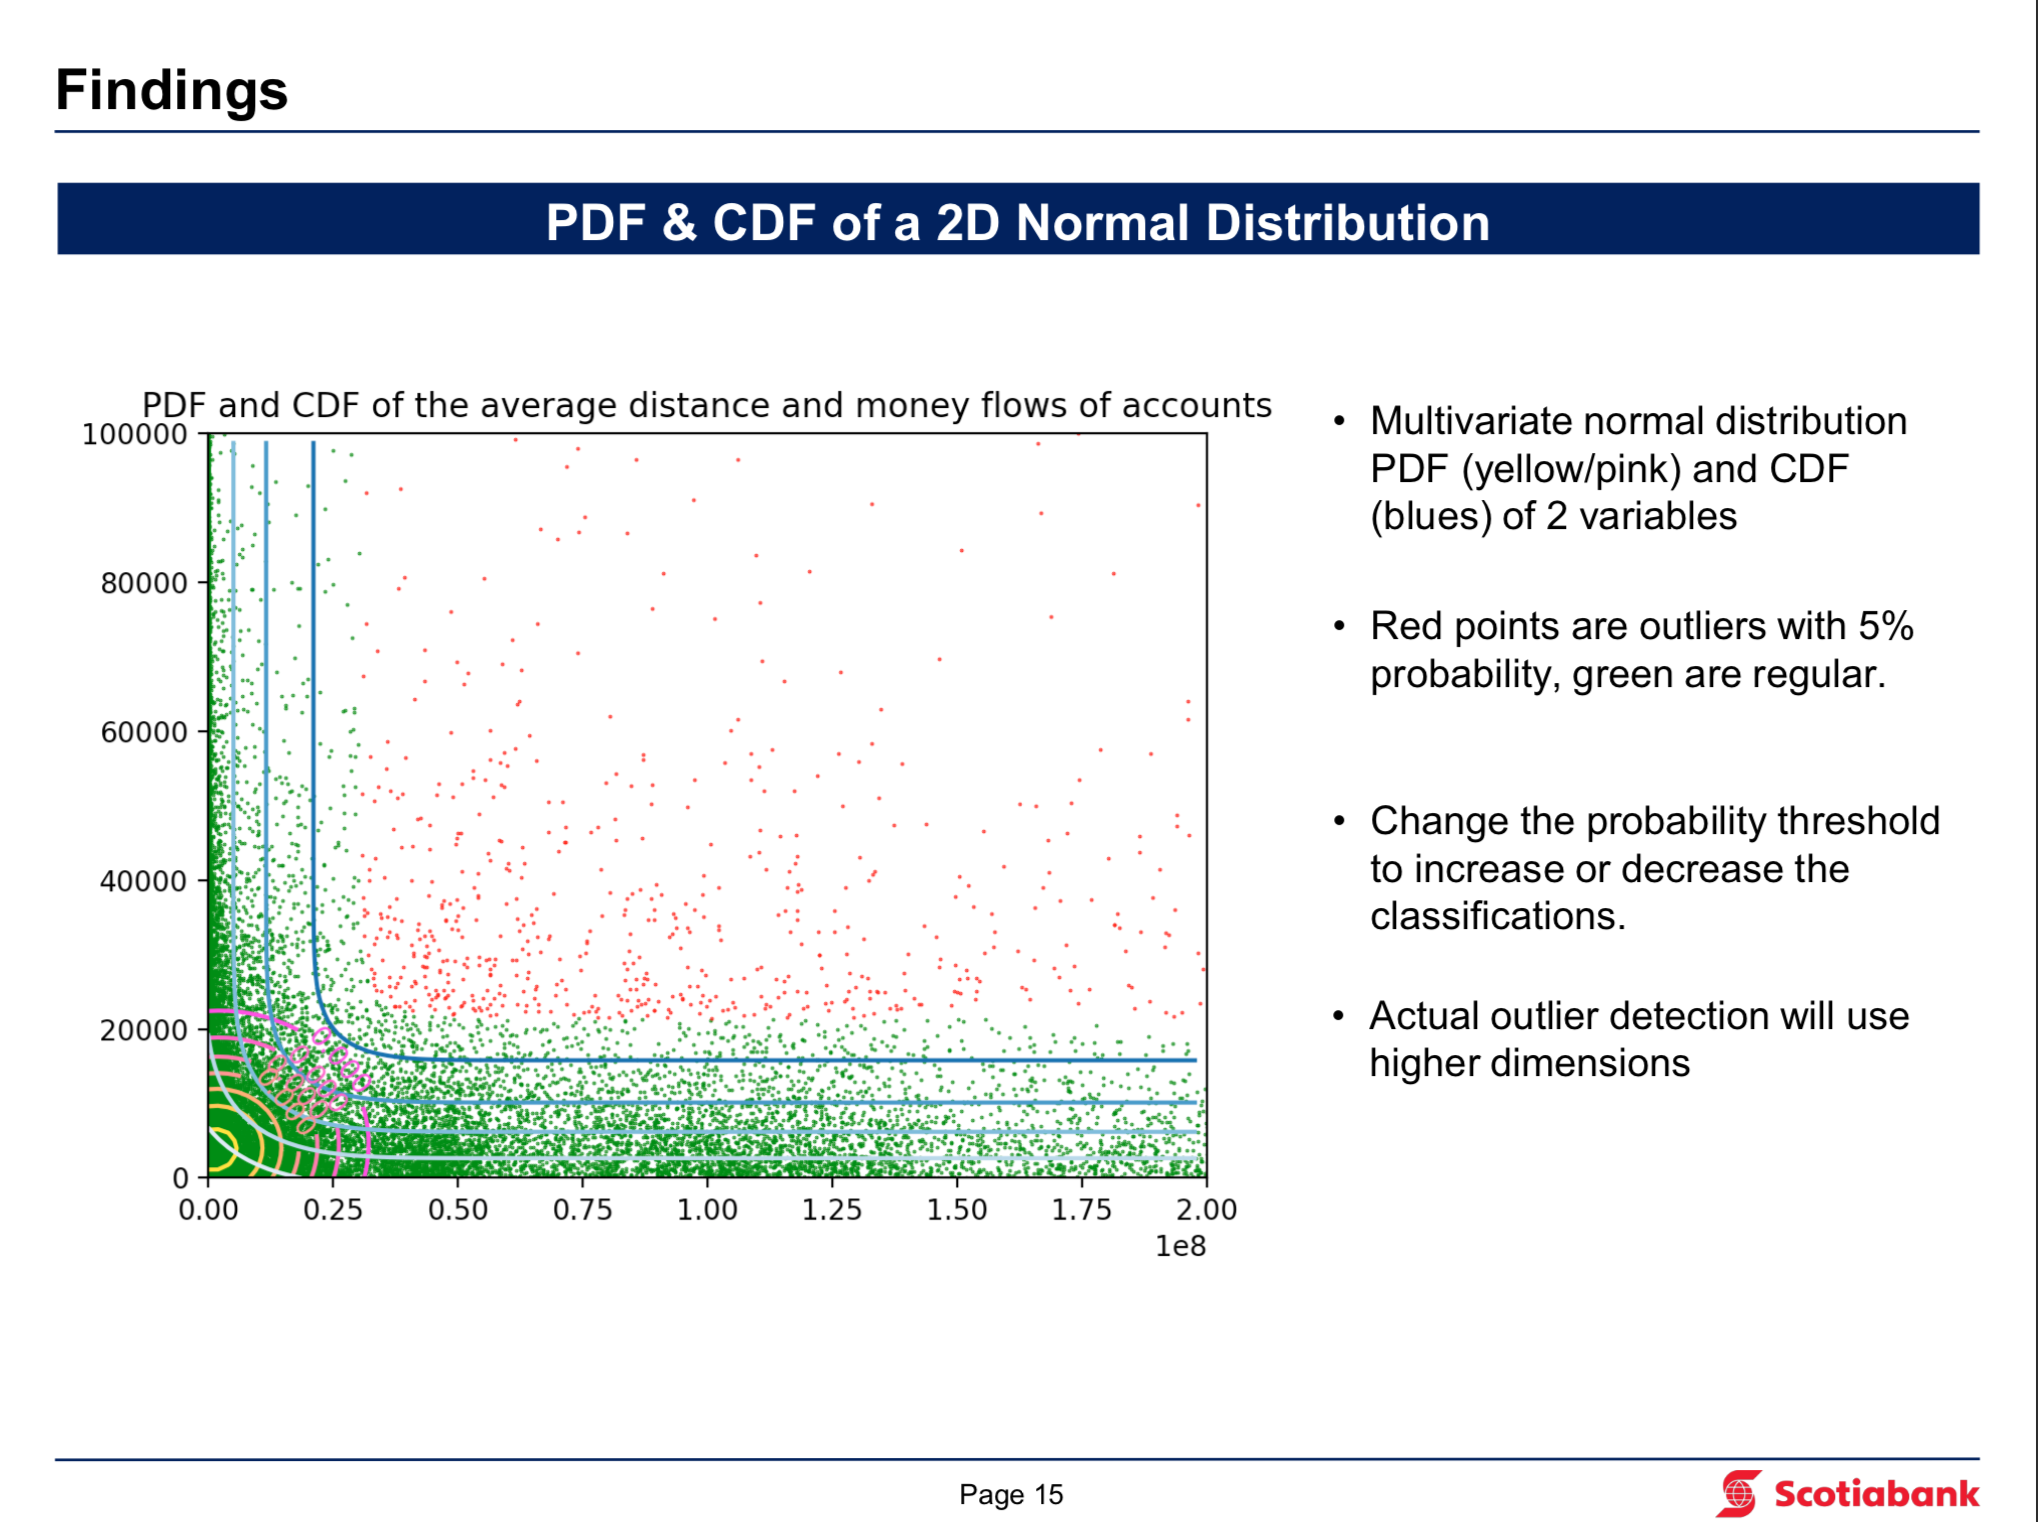 Findings
PDF & CDF of a 2D Normal Distribution
PDF and CDF of the average distance and money flows of accounts
100000
80000
60000
40000
20000
0
0.00 0.25 0.50 0.75 1.00 1.25 1.50 1.75 2.00
1e8
• Multivariate normal distribution
PDF (yellow/pink) and CDF
(blues) of 2 variables
• Red points are outliers with 5%
probability, green are regular.
• Change the probability threshold
to increase or decrease the
classifications.
• Actual outlier detection will use
higher dimensions
Page 15
Scotiabank